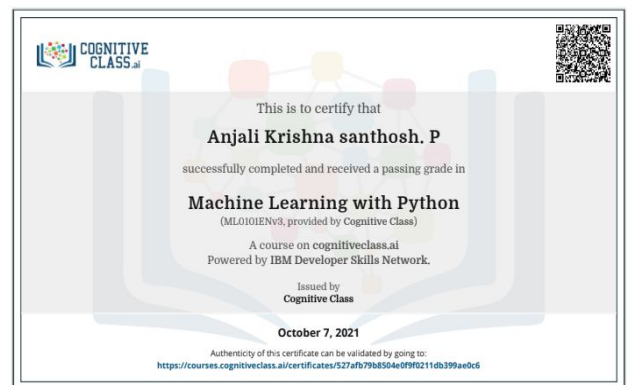 COGNITIVE
CLASS.ai
This is to certify that
Anjali Krishna santhosh. P
successfully completed and received a passing grade in
Machine Learning with Python
(ML0101ENv3, provided by Cognitive Class)
A course on cognitiveclass.ai
Powered by IBM Developer Skills Network.
Issued by
Cognitive Class
October 7, 2021
Authenticity of this certificate can be validated by going to:
https://courses.cognitiveclass.ai/certificates/527afb79b8504e0f9f0211db399ae0c6